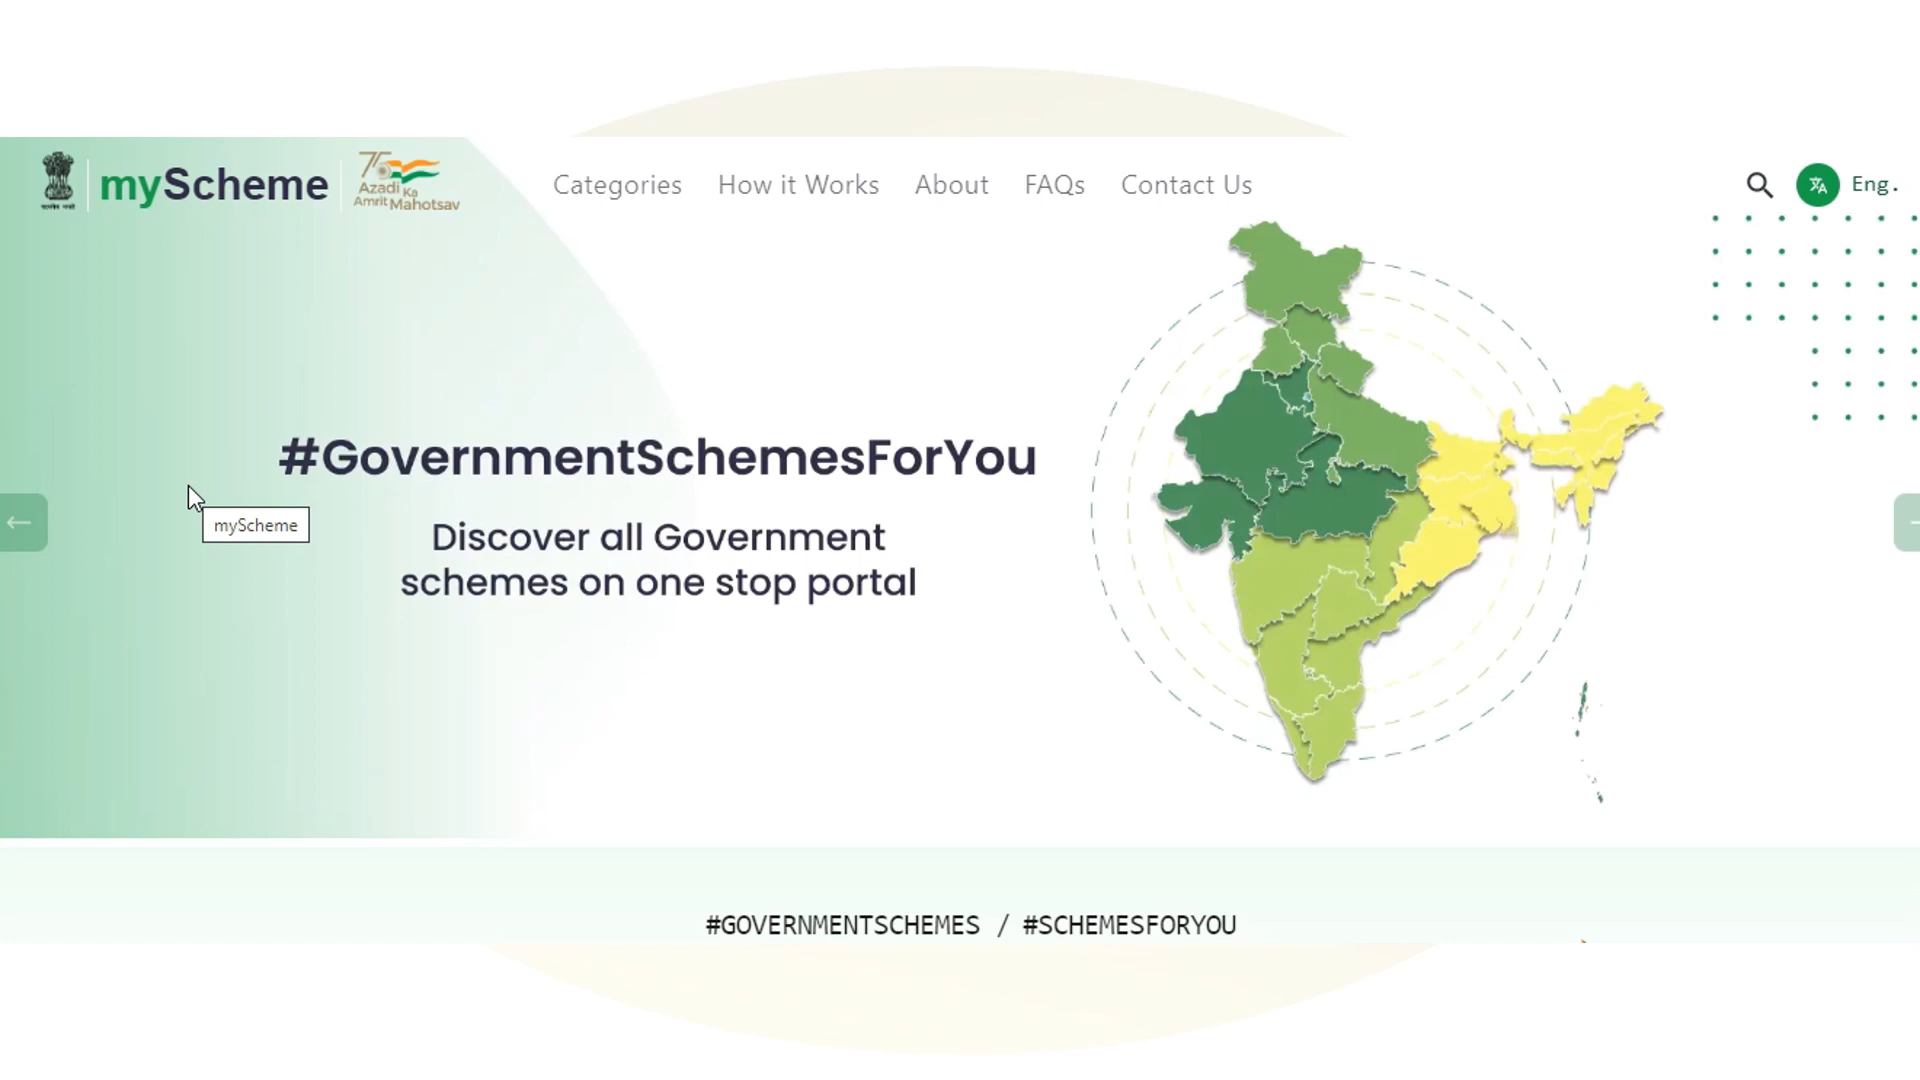 myScheme
75
Azadi Ka
Amrit Mahotsav
Categories
How it Works
About
FAQs
Contact Us
Eng.
#GovernmentSchemesForYou
myScheme
Discover all Government
schemes on one stop portal
#GOVERNMENTSCHEMES / #SCHEMESFORYOU